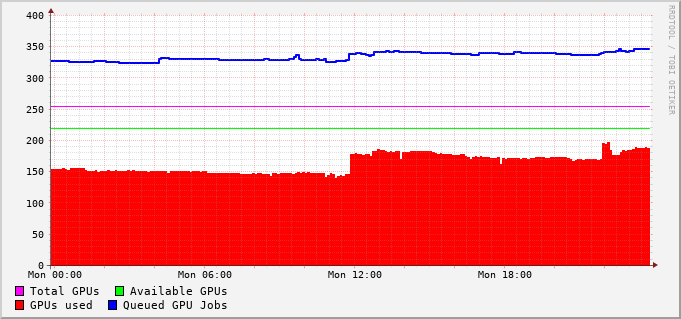 400
350
300
250
200
150
100
50
0
Mon 00:00 Mon 06:00 Mon 12:00 Mon 18:00
Total GPUs Available GPUs
GPUs used Queued GPU Jobs
RRDTOOL / TOBI OETIKER